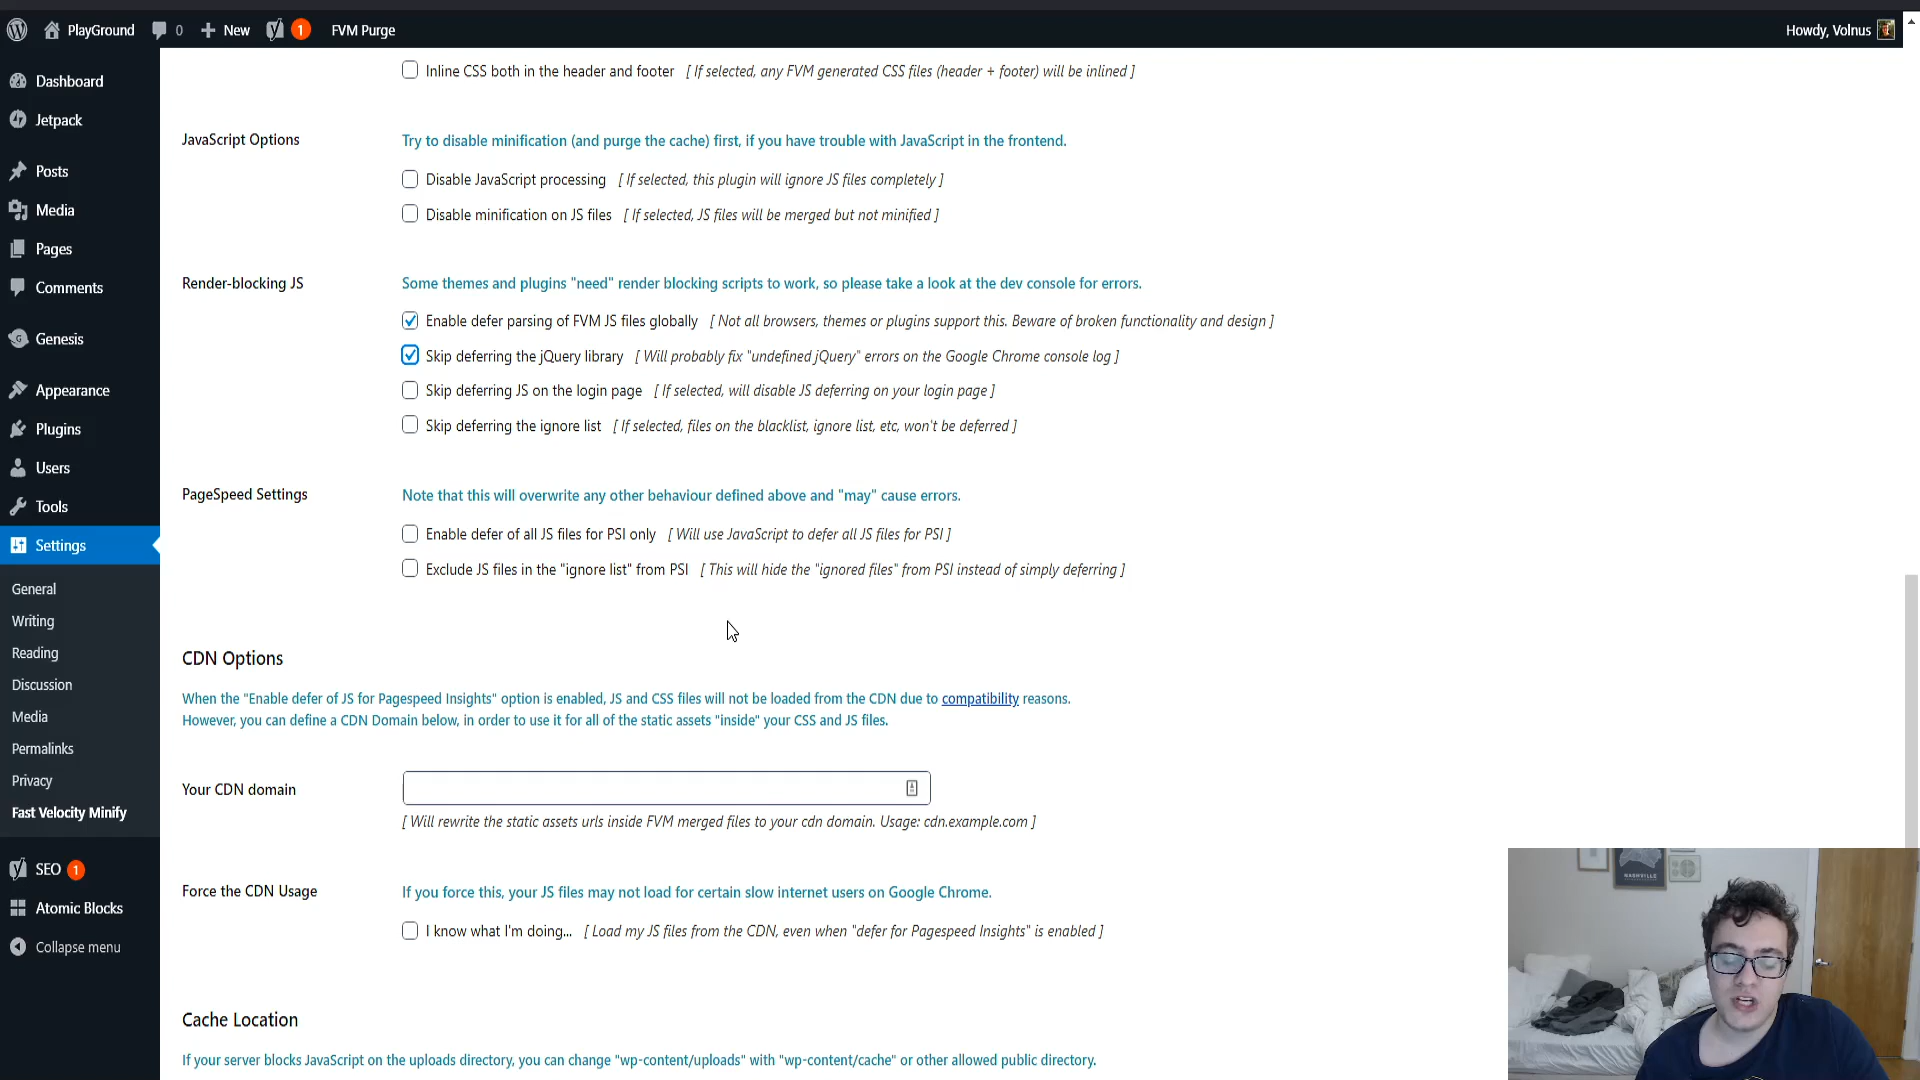 PlayGround 0 New 1 FVM Purge Howdy, Volnus
Dashboard
Jetpack
Posts
Media
Pages
Comments
Genesis
Appearance
Plugins
Users
Tools
Settings
General
Writing
Reading
Discussion
Media
Permalinks
Privacy
Fast Velocity Minify
SEO 1
Atomic Blocks
Collapse menu
Inline CSS both in the header and footer [ If selected, any FVM generated CSS files (header + footer) will be inlined ]
JavaScript Options
Try to disable minification (and purge the cache) first, if you have trouble with JavaScript in the frontend.
Disable JavaScript processing [ If selected, this plugin will ignore JS files completely ]
Disable minification on JS files [ If selected, JS files will be merged but not minified ]
Render-blocking JS
Some themes and plugins "need" render blocking scripts to work, so please take a look at the dev console for errors.
Enable defer parsing of FVM JS files globally [ Not all browsers, themes or plugins support this. Beware of broken functionality and design ]
Skip deferring the jQuery library [ Will probably fix "undefined jQuery" errors on the Google Chrome console log ]
Skip deferring JS on the login page [ If selected, will disable JS deferring on your login page ]
Skip deferring the ignore list [ If selected, files on the blacklist, ignore list, etc, won't be deferred ]
PageSpeed Settings
Note that this will overwrite any other behaviour defined above and "may" cause errors.
Enable defer of all JS files for PSI only [ Will use JavaScript to defer all JS files for PSI ]
Exclude JS files in the "ignore list" from PSI [ This will hide the "ignored files" from PSI instead of simply deferring ]
CDN Options
When the "Enable defer of JS for Pagespeed Insights" option is enabled, JS and CSS files will not be loaded from the CDN due to compatibility reasons.
However, you can define a CDN Domain below, in order to use it for all of the static assets "inside" your CSS and JS files.
Your CDN domain
[ Will rewrite the static assets urls inside FVM merged files to your cdn domain. Usage: cdn.example.com ]
Force the CDN Usage
If you force this, your JS files may not load for certain slow internet users on Google Chrome.
I know what I'm doing... [ Load my JS files from the CDN, even when "defer for Pagespeed Insights" is enabled ]
Cache Location
If your server blocks JavaScript on the uploads directory, you can change "wp-content/uploads" with "wp-content/cache" or other allowed public directory.
NASHVILLE